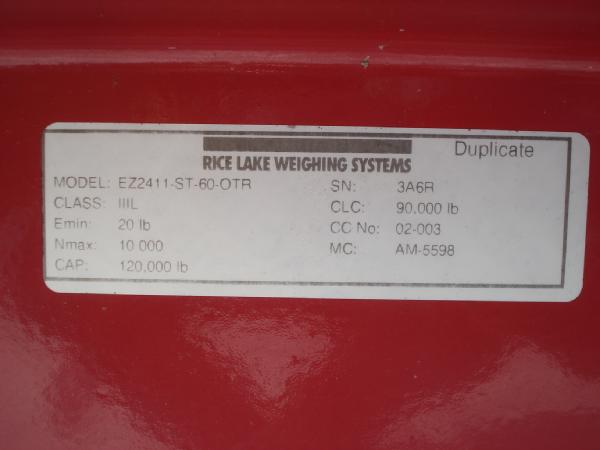 Duplicate
RICE LAKE WEIGHING SYSTEMS
MODEL: EZ2411-ST-60-OTR
CLASS: IIIL
Emin: 20 lb
Nmax: 10 000
CAP: 120,000 lb
SN: 3A6R
CLC: 90.000 lb
CC No: 02-003
MC: AM-5598